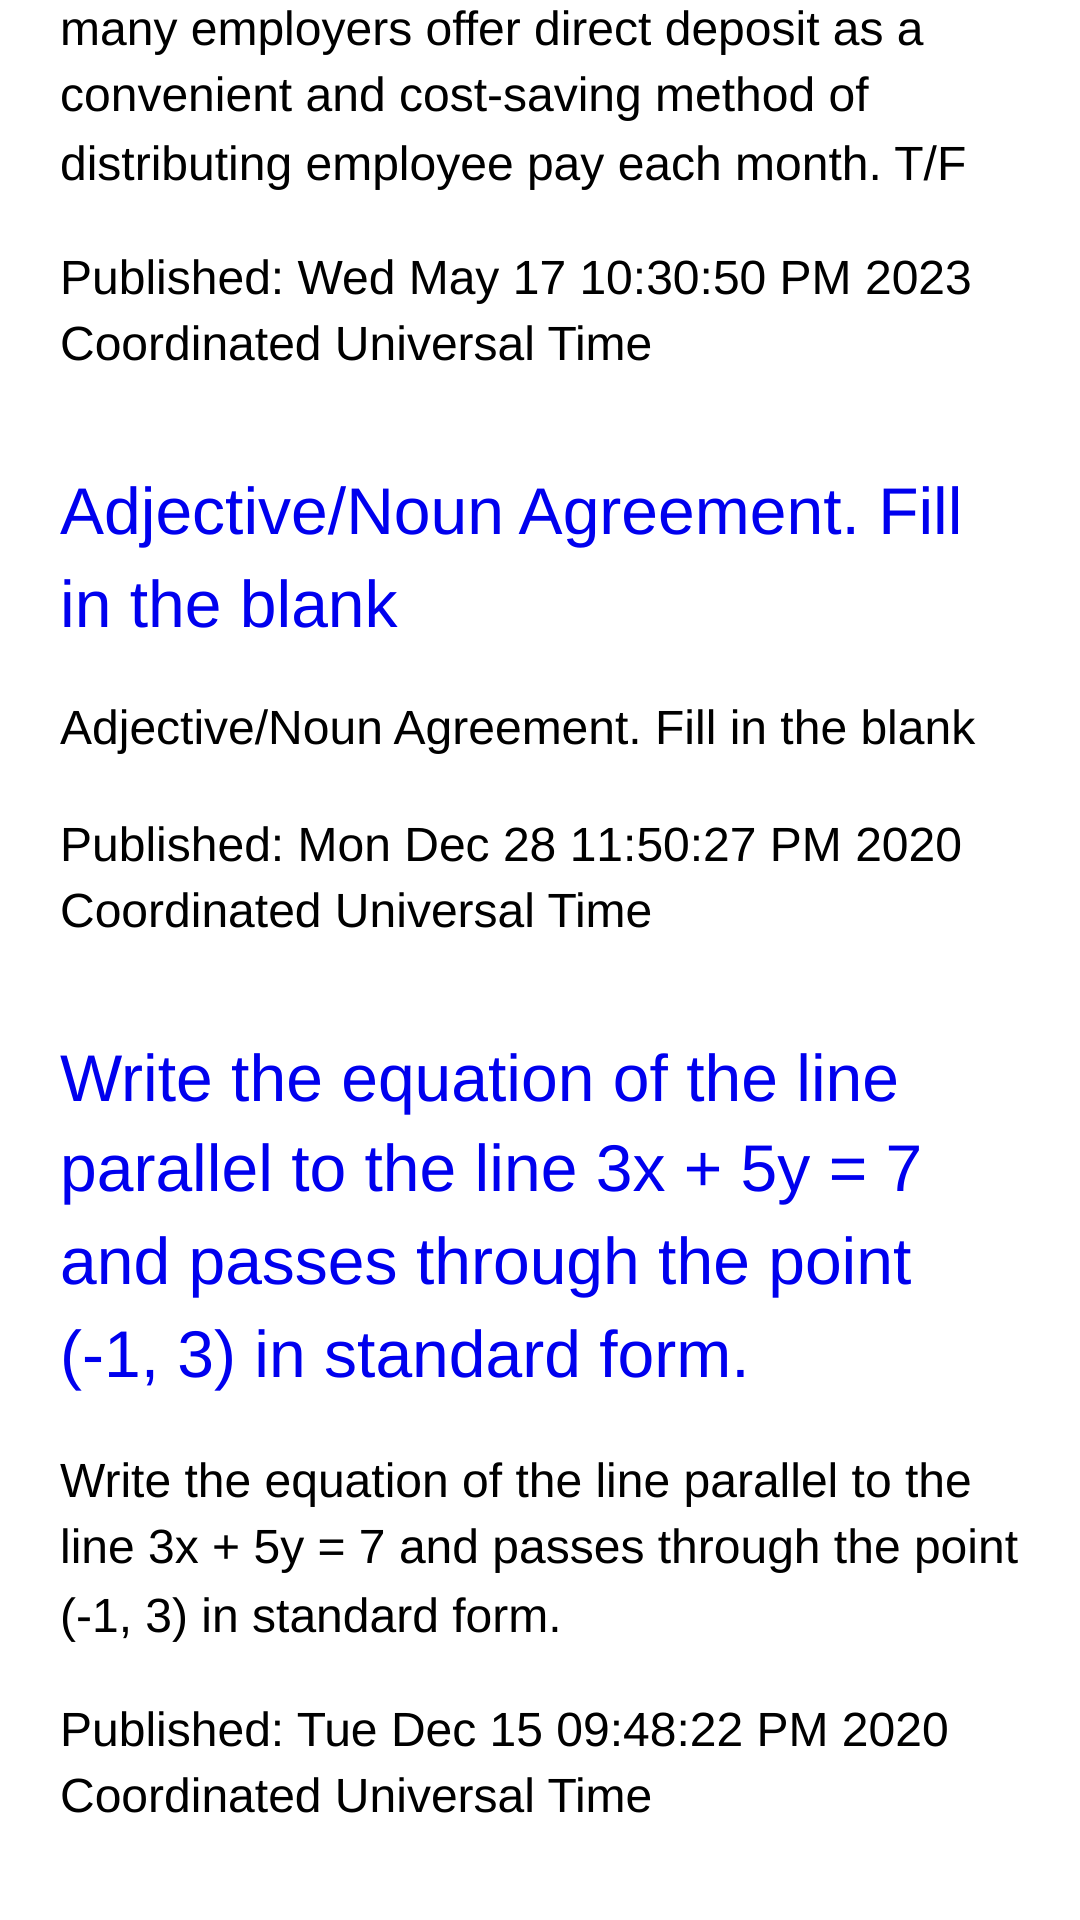 many employers offer direct deposit as a
convenient and cost-saving method of
distributing employee pay each month. T/F
Published: Wed May 17 10:30:50 PM 2023
Coordinated Universal Time
Adjective/Noun Agreement. Fill
in the blank
Adjective/Noun Agreement. Fill in the blank
Published: Mon Dec 28 11:50:27 PM 2020
Coordinated Universal Time
Write the equation of the line
parallel to the line 3x + 5y = 7
and passes through the point
(-1, 3) in standard form.
Write the equation of the line parallel to the
line 3x + 5y = 7 and passes through the point
(-1, 3) in standard form.
Published: Tue Dec 15 09:48:22 PM 2020
Coordinated Universal Time